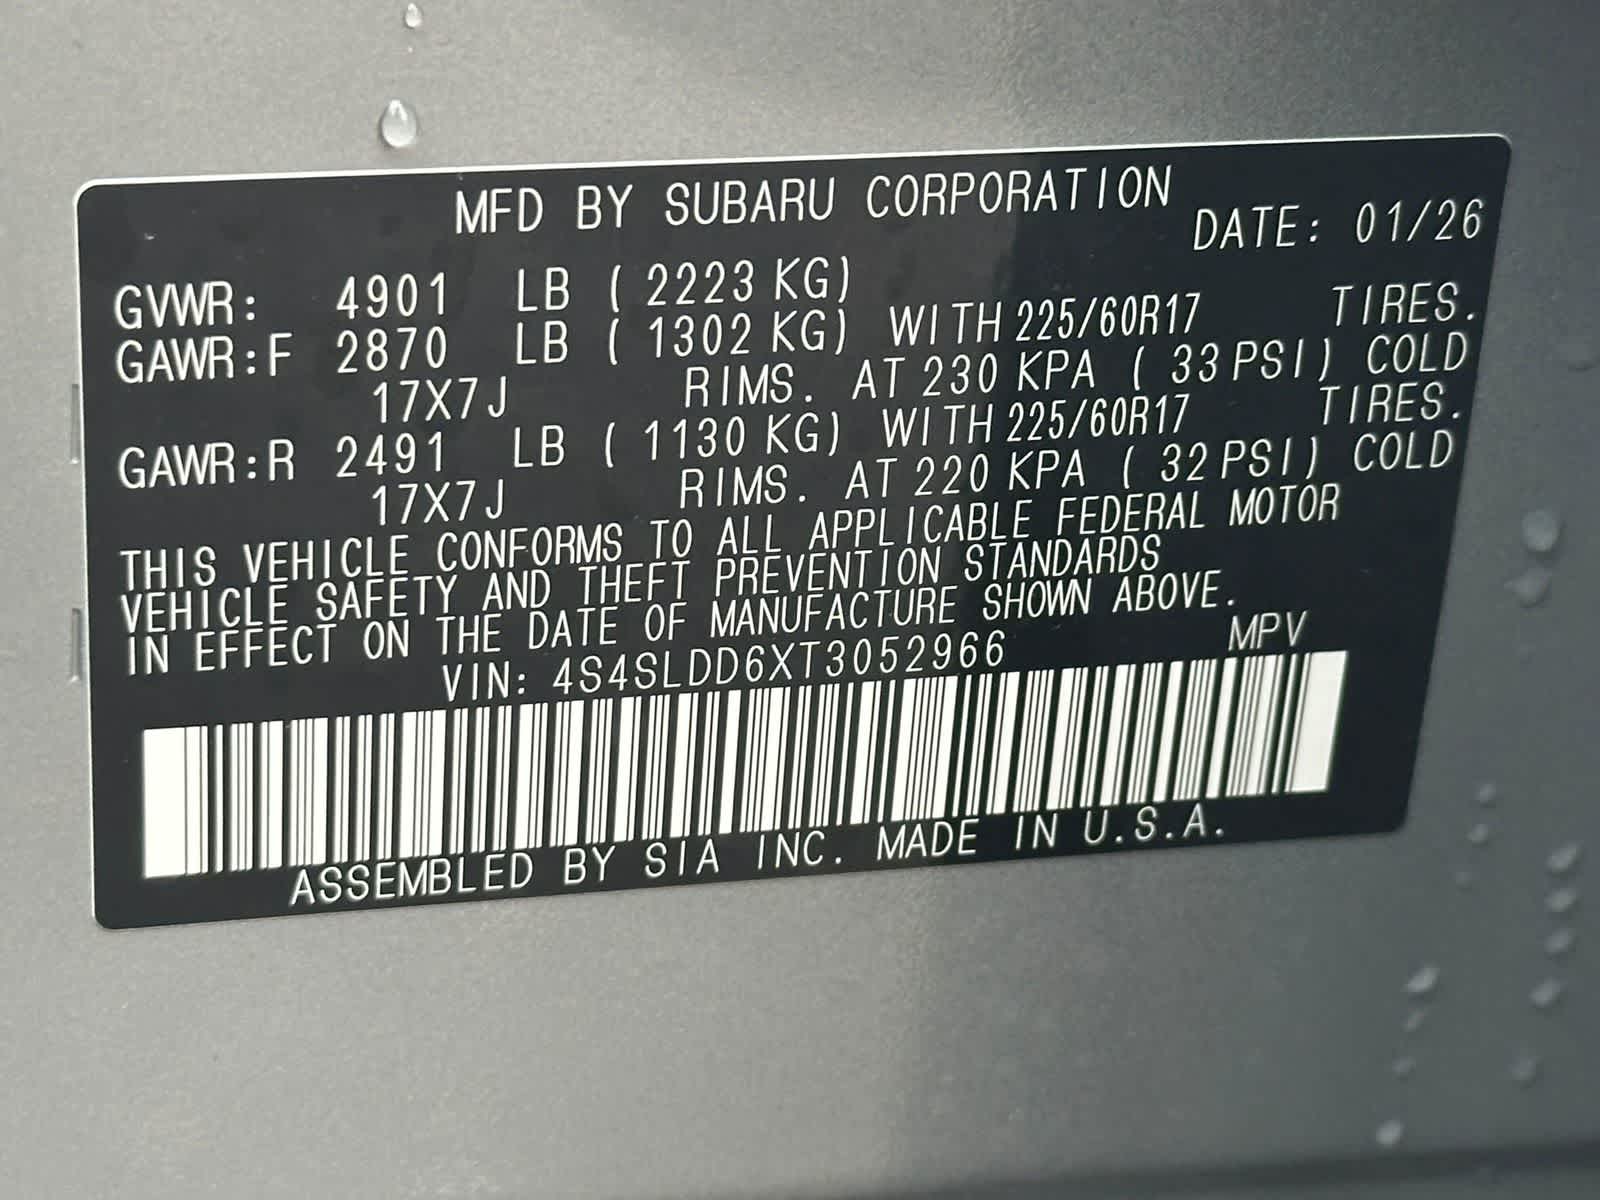 MFD BY SUBARU CORPORATION
DATE: 01/26
GVWR: 4901 LB ( 2223 KG)
GAWR:F 2870 LB ( 1302 KG) WITH 225/60R17 TIRES.
17X7J RIMS. AT 230 KPA ( 33 PSI) COLD
GAWR:R 2491 LB ( 1130 KG) WITH 225/60R17 TIRES.
17X7J RIMS. AT 220 KPA ( 32 PSI) COLD
THIS VEHICLE CONFORMS TO ALL APPLICABLE FEDERAL MOTOR
VEHICLE SAFETY AND THEFT PREVENTION STANDARDS
IN EFFECT ON THE DATE OF MANUFACTURE SHOWN ABOVE.
VIN: 4S4SLDD6XT3052966 MPV
ASSEMBLED BY SIA INC. MADE IN U.S.A.